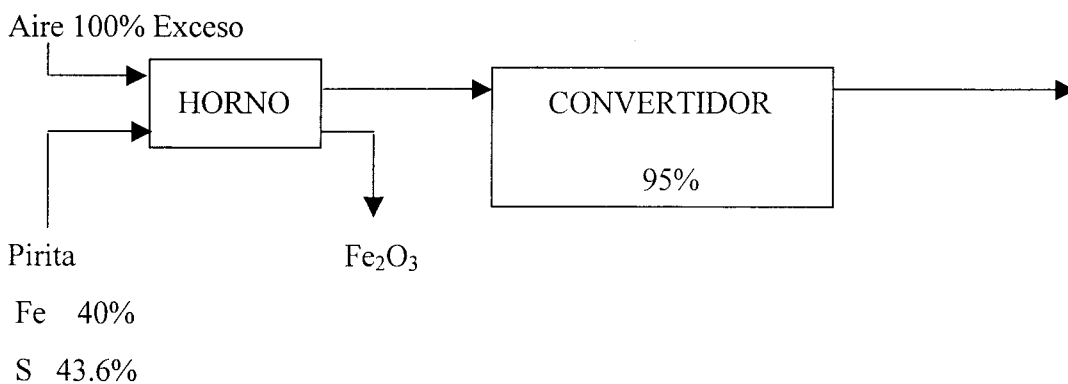 Aire 100% Exceso
HORNO
CONVERTIDOR
95%
Pirita
Fe₂O₃
Fe 40%
S 43.6%